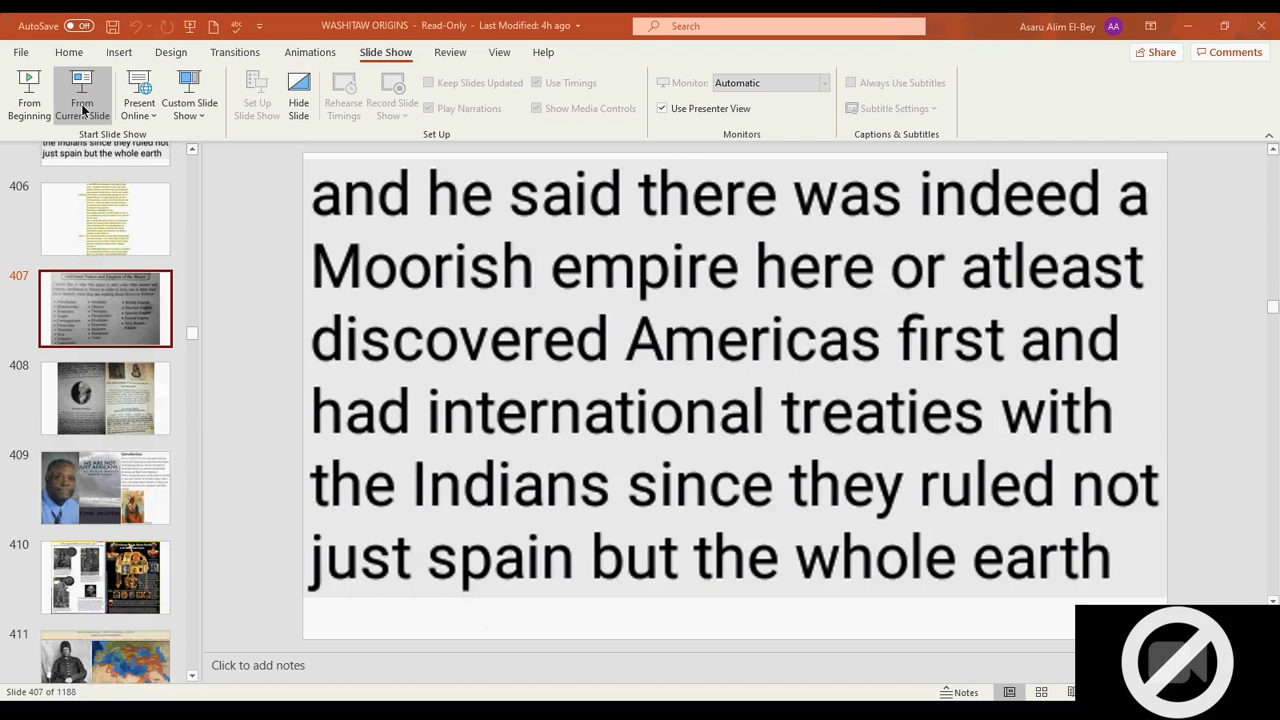 AutoSave Off
WASHITAW ORIGINS - Read-Only - Last Modified: 4h ago
Search
Asaru Alim El-Bey AA
File Home Insert Design Transitions Animations Slide Show Review View Help
Share Comments
From Beginning
From Current Slide
Present Online
Custom Slide Show
Set Up Slide Show
Hide Slide
Rehearse Timings
Record Slide Show
Keep Slides Updated
Play Narrations
Use Timings
Show Media Controls
Monitor: Automatic
Use Presenter View
Always Use Subtitles
Subtitle Settings
Start Slide Show
Set Up
Monitors
Captions & Subtitles
the Indians since they ruled not
just spain but the whole earth
406
407
408
409
410
411
and he said there was indeed a
Moorish empire here or atleast
discovered Americas first and
had international treaties with
the Indians since they ruled not
just spain but the whole earth
Click to add notes
Slide 407 of 1188
Notes